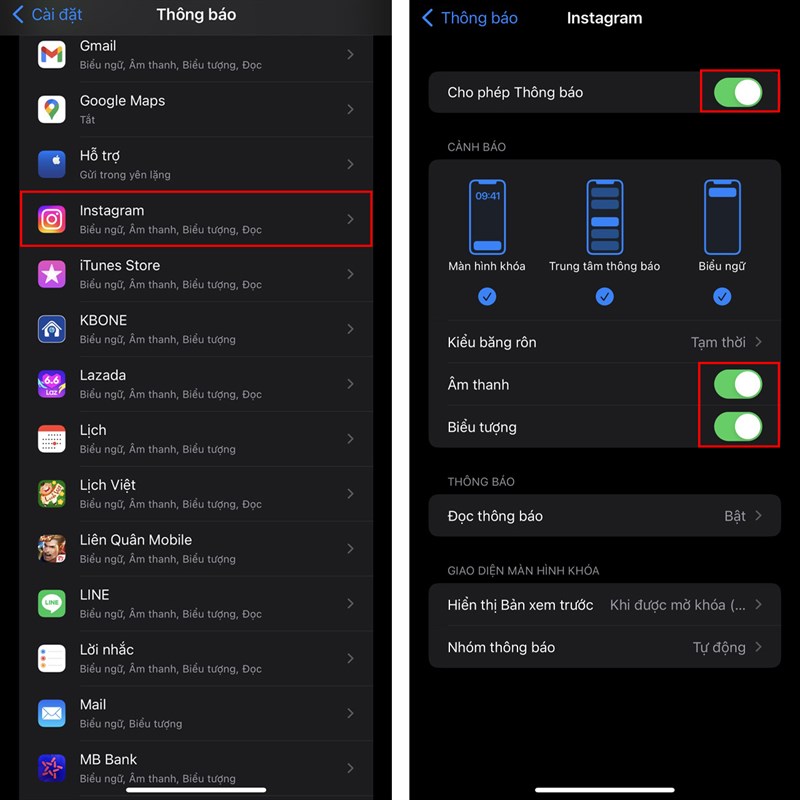 Cài đặt
Thông báo
Gmail
Biểu ngữ, Âm thanh, Biểu tượng, Đọc
Google Maps
Tắt
Hỗ trợ
Gửi trong yên lặng
Instagram
Biểu ngữ, Âm thanh, Biểu tượng, Đọc
iTunes Store
Biểu ngữ, Âm thanh, Biểu tượng, Đọc
KBONE
Biểu ngữ, Âm thanh, Biểu tượng
6.6
Laz
Lazada
Biểu ngữ, Âm thanh, Biểu tượng, Đọc
Lịch
Biểu ngữ, Âm thanh, Biểu tượng
Lịch Việt
Biểu ngữ, Âm thanh, Biểu tượng, Đọc
Liên Quân Mobile
Biểu ngữ, Âm thanh, Biểu tượng
LINE
LINE
Biểu ngữ, Âm thanh, Biểu tượng, Đọc
Lời nhắc
Biểu ngữ, Âm thanh, Biểu tượng, Đọc
Mail
Biểu ngữ, Biểu tượng
MB Bank
Biểu ngữ, Âm thanh, Biểu tượng
Thông báo
Instagram
Cho phép Thông báo
CẢNH BÁO
09:41
Màn hình khóa
Trung tâm thông báo
Biểu ngữ
Kiểu băng rôn
Tạm thời
Âm thanh
Biểu tượng
THÔNG BÁO
Đọc thông báo
Bật
GIAO DIỆN MÀN HÌNH KHÓA
Hiển thị Bản xem trước
Khi được mở khóa (...
Nhóm thông báo
Tự động